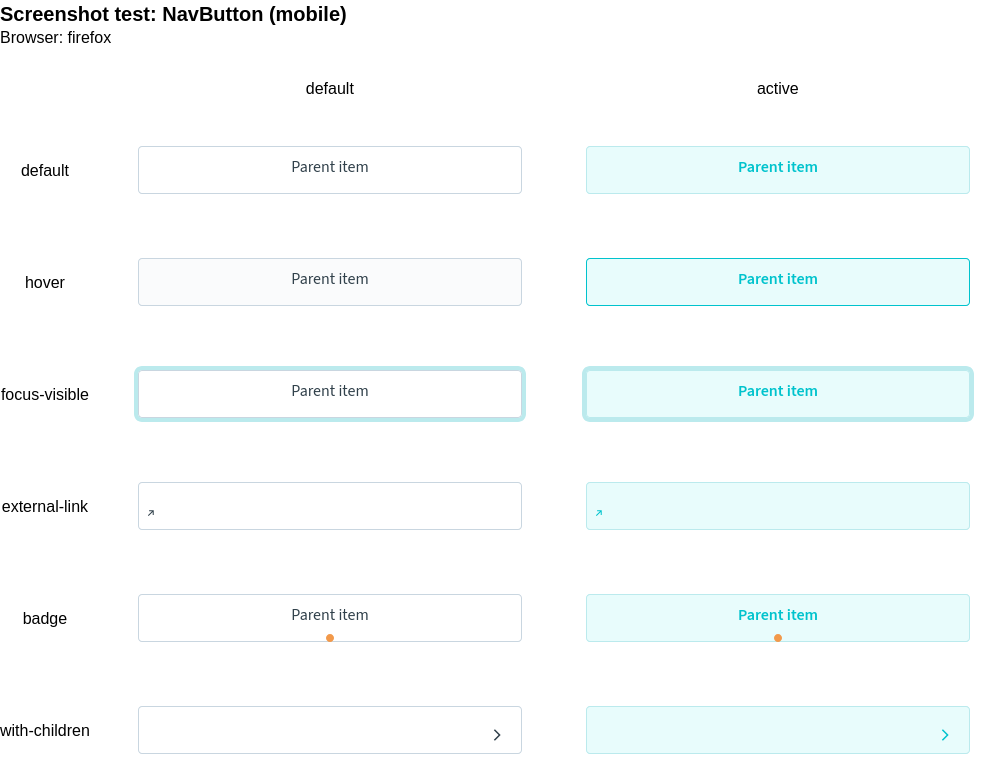 Screenshot test: NavButton (mobile)
Browser: firefox
default active
default Parent item Parent item
hover Parent item Parent item
focus-visible Parent item Parent item
external-link
badge Parent item Parent item
with-children